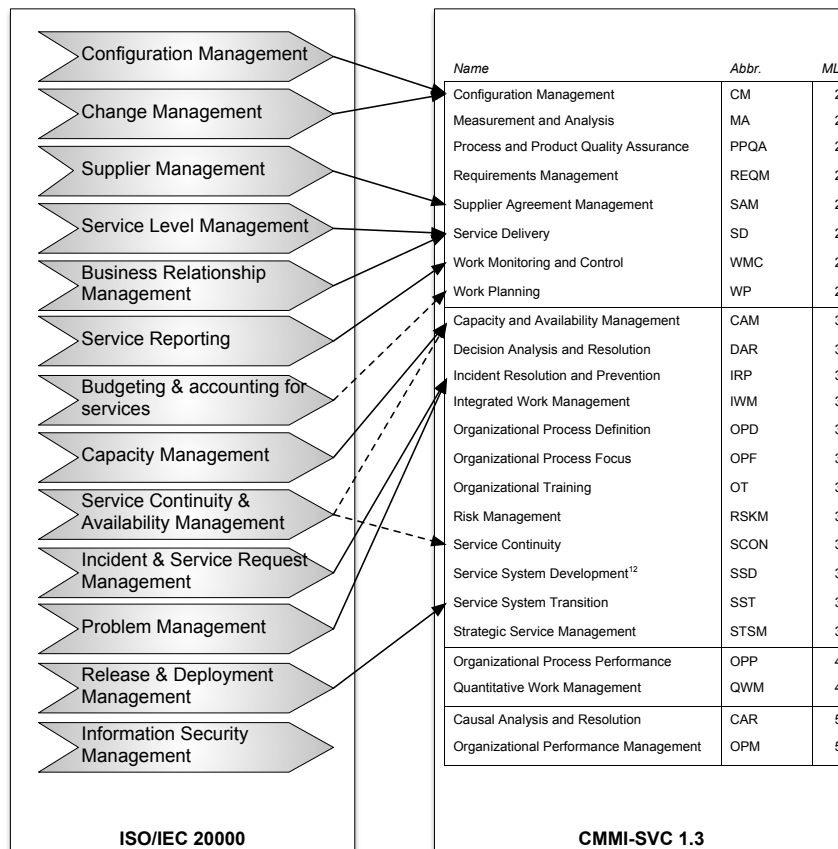 Configuration Management
Change Management
Supplier Management
Service Level Management
Business Relationship
Management
Service Reporting
Budgeting & accounting for
services
Capacity Management
Service Continuity &
Availability Management
Incident & Service Request
Management
Problem Management
Release & Deployment
Management
Information Security
Management
ISO/IEC 20000
Name Abbr. ML
Configuration Management CM 2
Measurement and Analysis MA 2
Process and Product Quality Assurance PPQA 2
Requirements Management REQM 2
Supplier Agreement Management SAM 2
Service Delivery SD 2
Work Monitoring and Control WMC 2
Work Planning WP 2
Capacity and Availability Management CAM 3
Decision Analysis and Resolution DAR 3
Incident Resolution and Prevention IRP 3
Integrated Work Management IWM 3
Organizational Process Definition OPD 3
Organizational Process Focus OPF 3
Organizational Training OT 3
Risk Management RSKM 3
Service Continuity SCON 3
Service System Development¹² SSD 3
Service System Transition SST 3
Strategic Service Management STSM 3
Organizational Process Performance OPP 4
Quantitative Work Management QWM 4
Causal Analysis and Resolution CAR 5
Organizational Performance Management OPM 5
CMMI-SVC 1.3